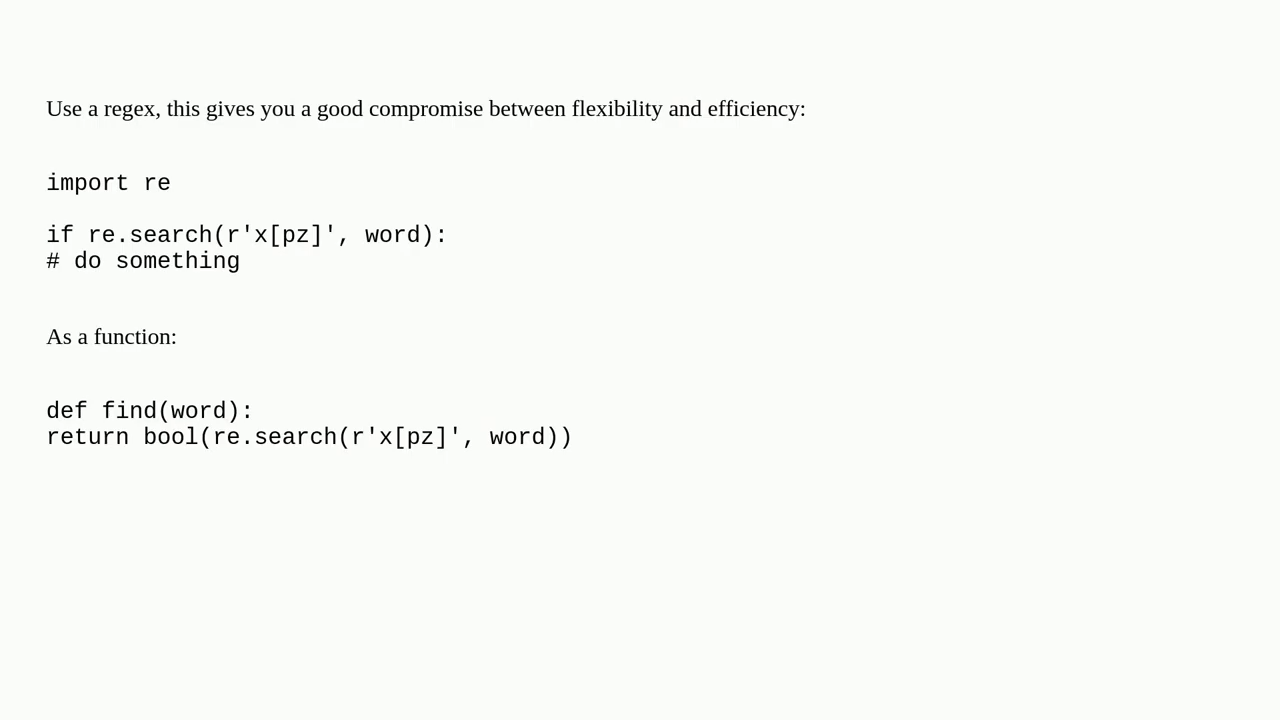 Use a regex, this gives you a good compromise between flexibility and efficiency:
import re
if re.search(r'x[pz]', word):
# do something
As a function:
def find(word):
return bool(re.search(r'x[pz]', word))